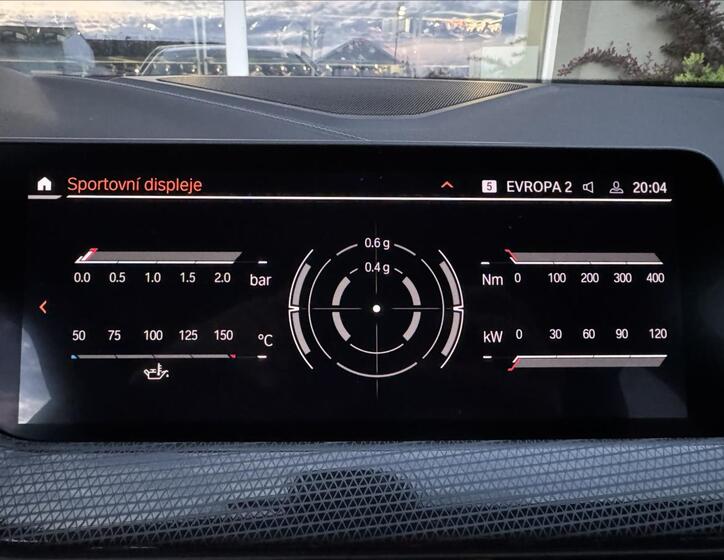 Sportovní displeje
5 EVROPA 2 20:04
0.6 g
0.4 g
0.0 0.5 1.0 1.5 2.0 bar
Nm 0 100 200 300 400
50 75 100 125 150 °C
kW 0 30 60 90 120